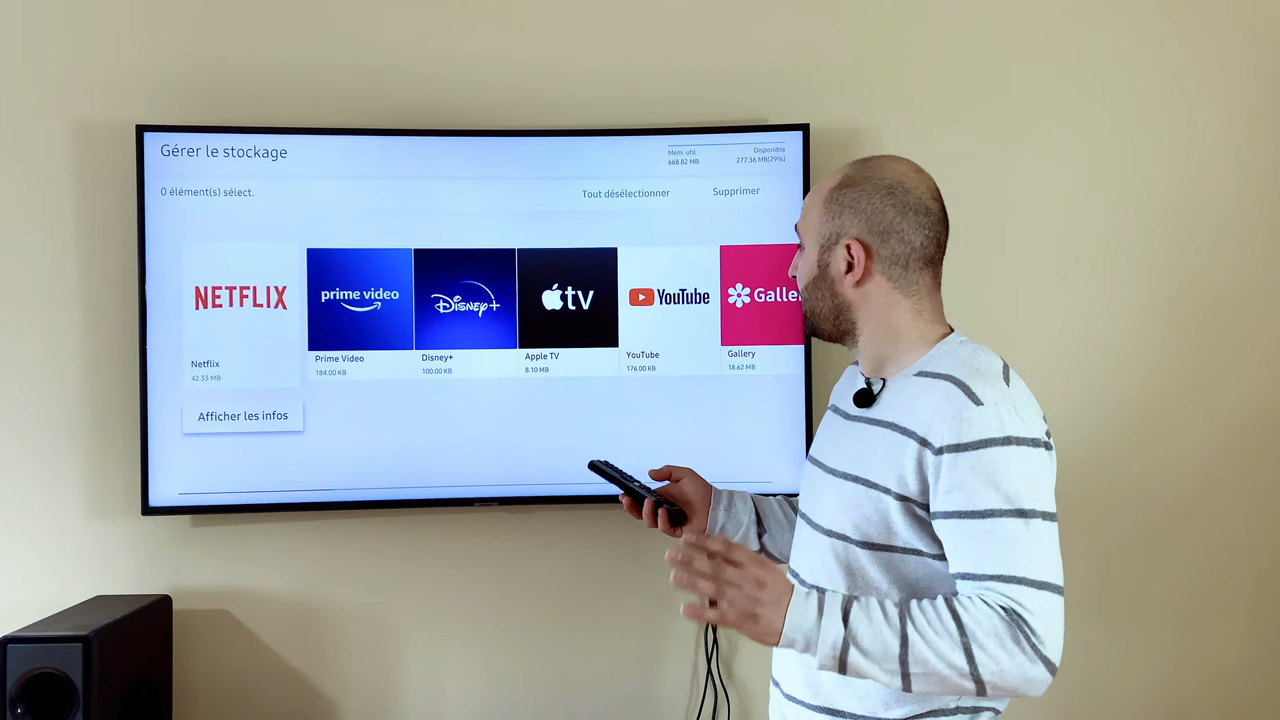 Gérer le stockage
Mém. util
668.82 MB
Disponible
277.36 MB(29%)
0 élément(s) sélect.
Tout désélectionner
Supprimer
NETFLIX
prime video
Disney+
tv
YouTube
Galle
Netflix
42.33 MB
Prime Video
184.00 KB
Disney+
100.00 KB
Apple TV
8.10 MB
YouTube
176.00 KB
Gallery
18.62 MB
Afficher les infos